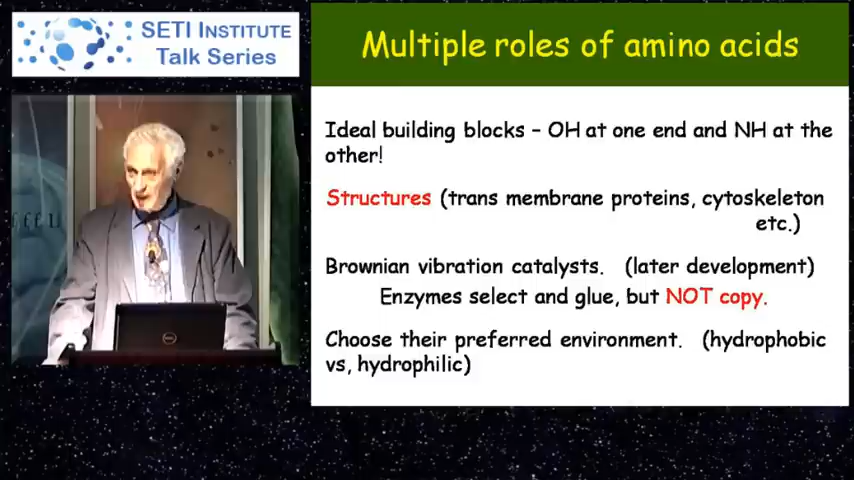 SETI INSTITUTE
Talk Series
Multiple roles of amino acids
Ideal building blocks – OH at one end and NH at the
other!
Structures (trans membrane proteins, cytoskeleton
etc.)
Brownian vibration catalysts. (later development)
Enzymes select and glue, but NOT copy.
Choose their preferred environment. (hydrophobic
vs, hydrophilic)
DELL